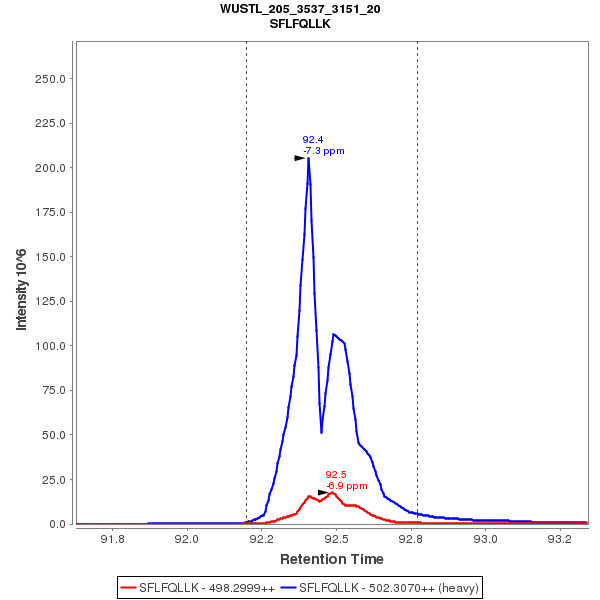 WUSTL_205_3537_3151_20
SFLFQLLK
Intensity 10^6
250.0
225.0
200.0
175.0
150.0
125.0
100.0
75.0
50.0
25.0
0.0
92.4
-7.3 ppm
92.5
-6.9 ppm
91.8 92.0 92.2 92.5 92.8 93.0 93.2
Retention Time
SFLFQLLK - 498.2999++ SFLFQLLK - 502.3070++ (heavy)